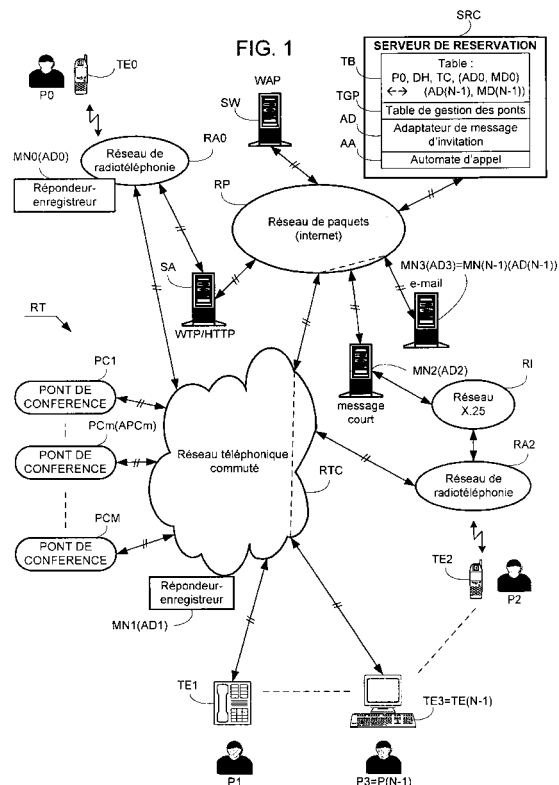 SRC
FIG. 1
SERVEUR DE RESERVATION
TB
Table :
P0, DH, TC, (AD0, MD0)
<--> (AD(N-1), MD(N-1))
TGP
Table de gestion des ponts
AD
Adaptateur de message
d'invitation
AA
Automate d'appel
TE0
P0
WAP
SW
RA0
MN0(AD0)
Réseau de
radiotéléphonie
Répondeur-
enregistreur
RP
Réseau de paquets
(internet)
SA
WTP/HTTP
MN3(AD3)=MN(N-1)(AD(N-1))
e-mail
RT
MN2(AD2)
message
court
RI
Réseau
X.25
PC1
PONT DE
CONFERENCE
PCm(APCm)
PONT DE
CONFERENCE
Réseau téléphonique
commuté
RTC
RA2
Réseau de
radiotéléphonie
PCM
PONT DE
CONFERENCE
Répondeur-
enregistreur
MN1(AD1)
TE2
P2
TE1
TE3=TE(N-1)
P1
P3=P(N-1)